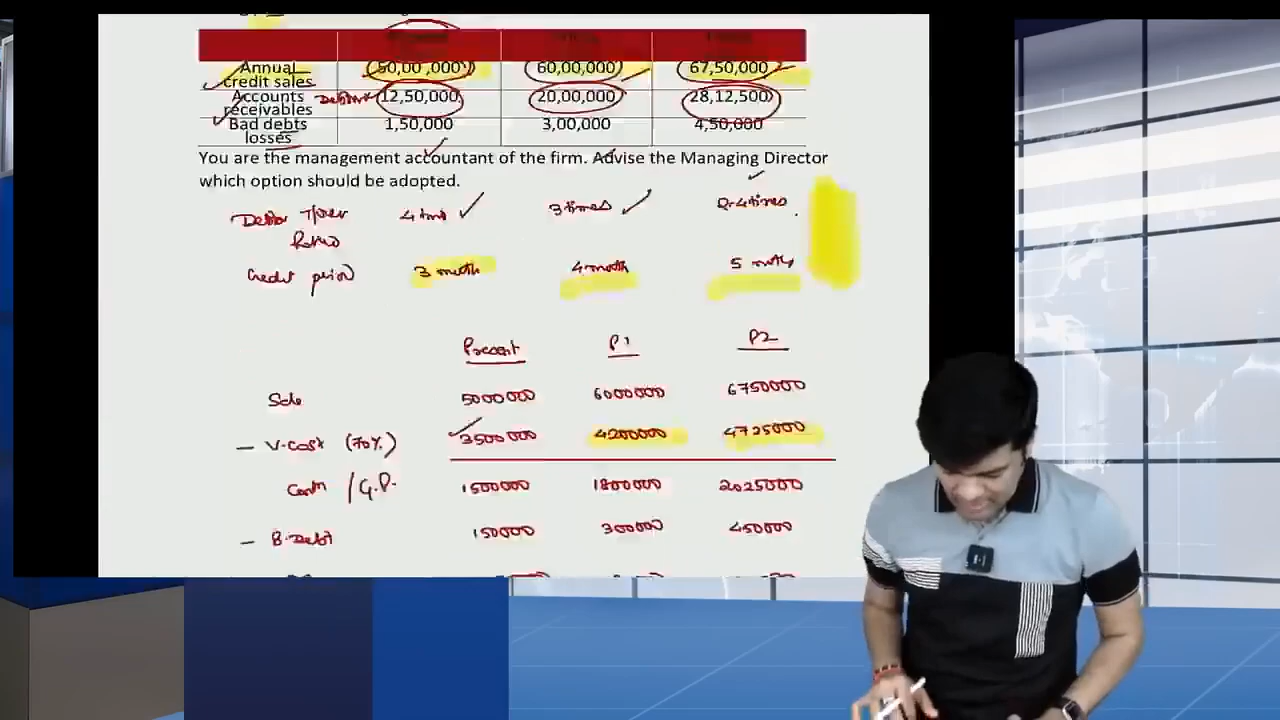 Annual credit sales 50,00,000 60,00,000 67,50,000
Accounts receivables Debtors 12,50,000 20,00,000 28,12,500
Bad debts losses 1,50,000 3,00,000 4,50,000
You are the management accountant of the firm. Advise the Managing Director
which option should be adopted.
Debtor T/over Ratio 4 times 3 times 2.4 times
Credit period 3 month 4 month 5 mnths
Present P1 P2
Sale 5000000 6000000 6750000
- V.Cost (70%) 3500000 4200000 4725000
Contn / G.P. 1500000 1800000 2025000
- B.Debt 150000 300000 450000